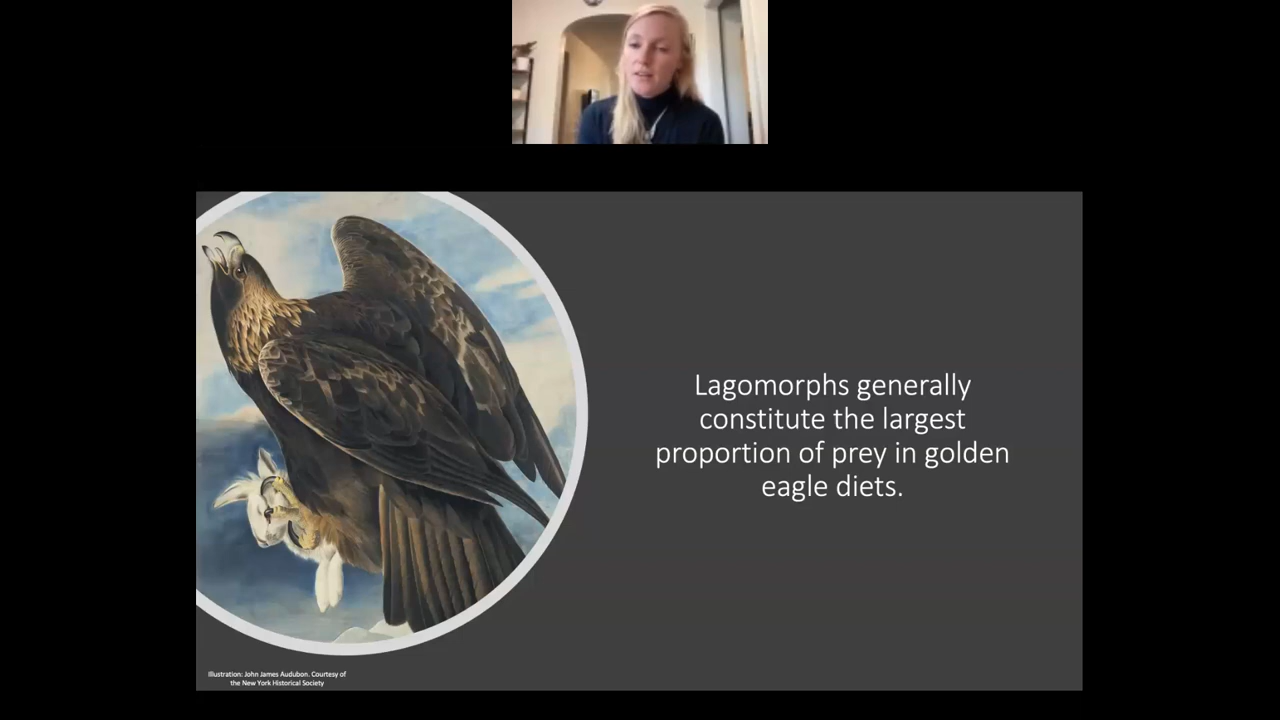 Lagomorphs generally
constitute the largest
proportion of prey in golden
eagle diets.
Illustration: John James Audubon. Courtesy of
the New York Historical Society